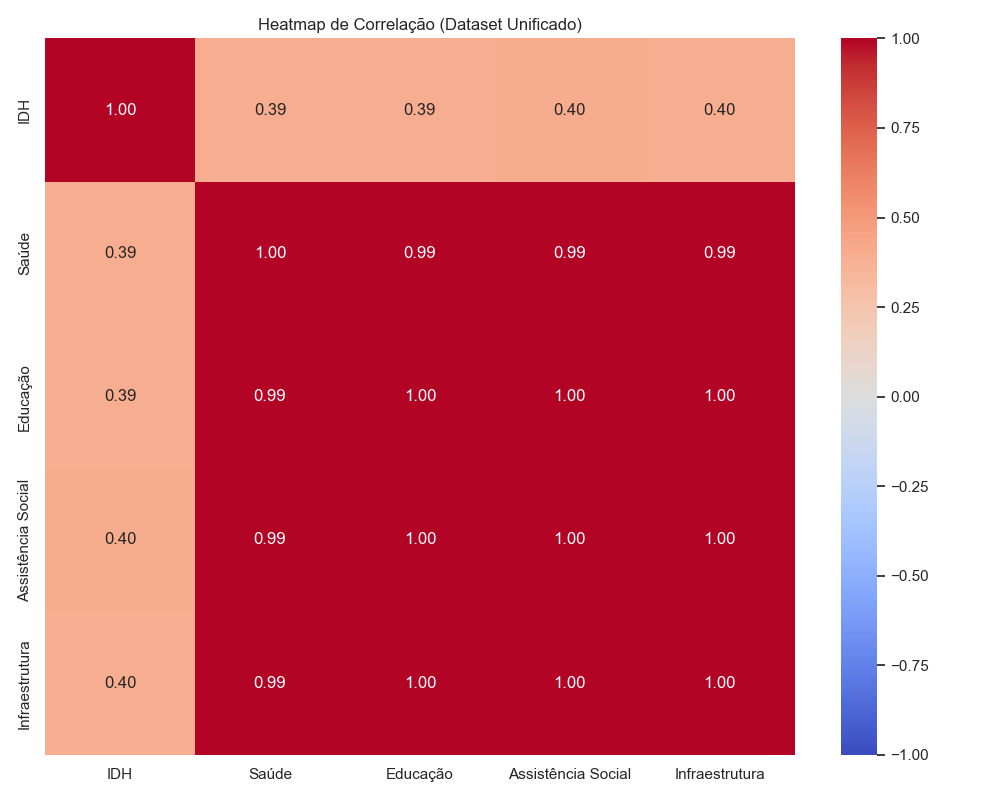 Heatmap de Correlação (Dataset Unificado)
IDH 1.00 0.39 0.39 0.40 0.40
Saúde 0.39 1.00 0.99 0.99 0.99
Educação 0.39 0.99 1.00 1.00 1.00
Assistência Social 0.40 0.99 1.00 1.00 1.00
Infraestrutura 0.40 0.99 1.00 1.00 1.00
IDH Saúde Educação Assistência Social Infraestrutura
1.00
0.75
0.50
0.25
0.00
−0.25
−0.50
−0.75
−1.00